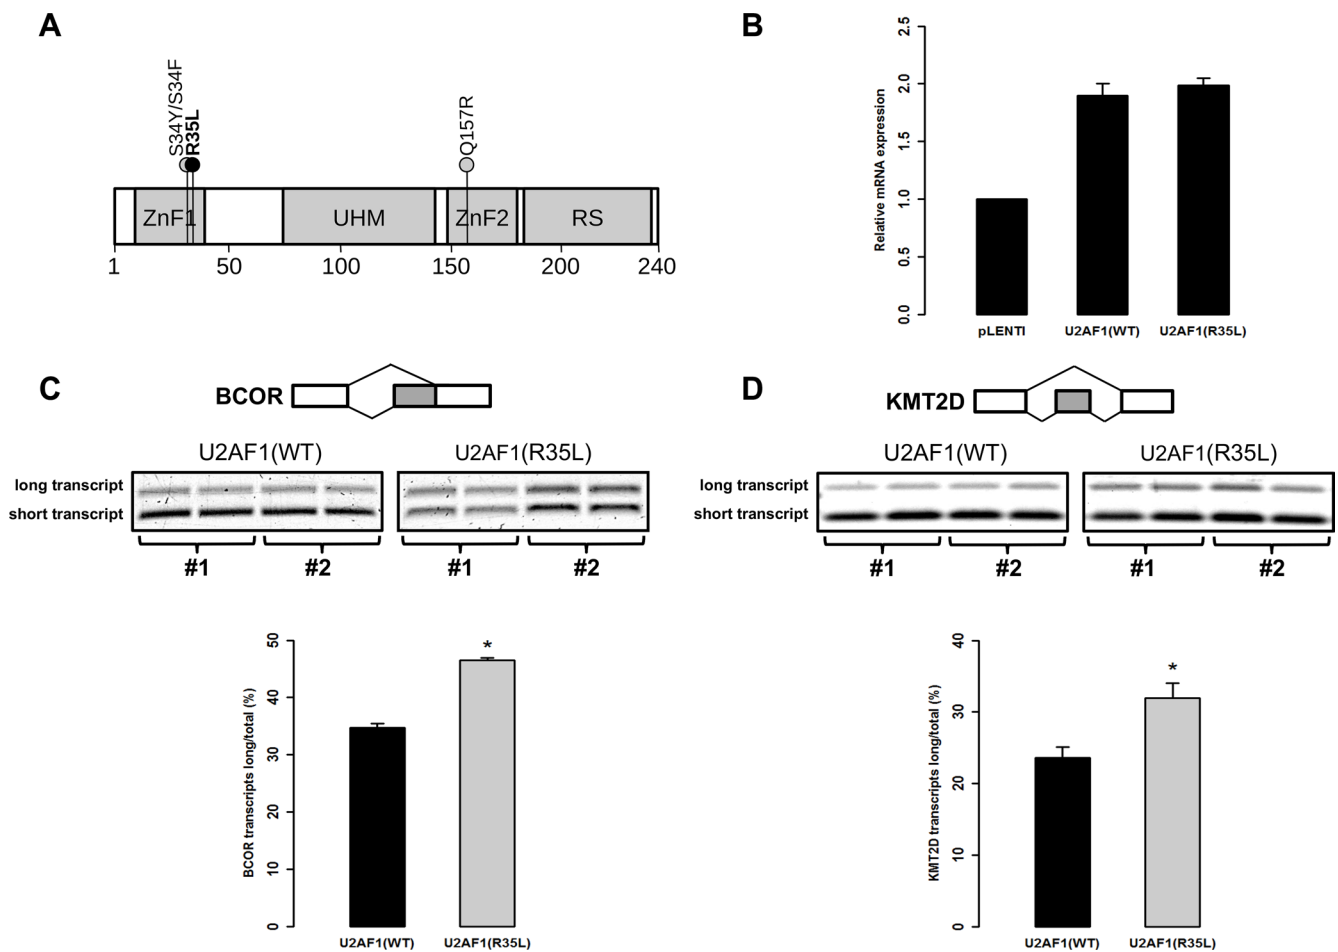 A
S34Y/S34F
R35L
Q157R
ZnF1
UHM
ZnF2
RS
1
50
100
150
200
240
B
Relative mRNA expression
2.5
2.0
1.5
1.0
0.5
0.0
pLENTI
U2AF1(WT)
U2AF1(R35L)
C
BCOR
U2AF1(WT)
U2AF1(R35L)
long transcript
short transcript
#1
#2
#1
#2
BCOR transcripts long/total (%)
50
40
30
20
10
0
*
U2AF1(WT)
U2AF1(R35L)
D
KMT2D
U2AF1(WT)
U2AF1(R35L)
long transcript
short transcript
#1
#2
#1
#2
KMT2D transcripts long/total (%)
40
30
20
10
0
*
U2AF1(WT)
U2AF1(R35L)